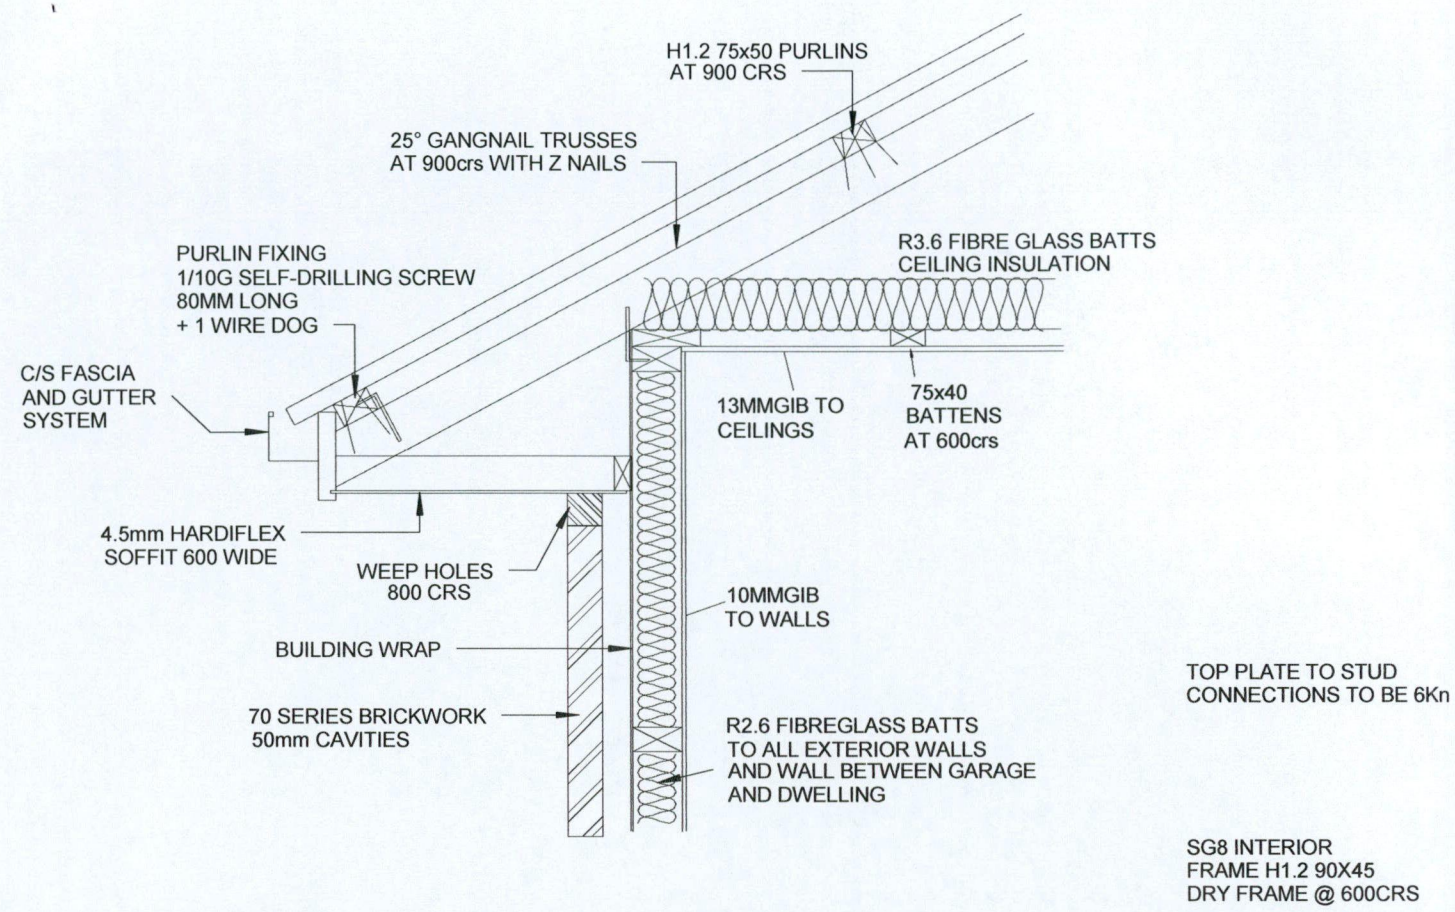 H1.2 75x50 PURLINS
AT 900 CRS
25° GANGNAIL TRUSSES
AT 900crs WITH Z NAILS
PURLIN FIXING
1/10G SELF-DRILLING SCREW
80MM LONG
+ 1 WIRE DOG
R3.6 FIBRE GLASS BATTS
CEILING INSULATION
C/S FASCIA
AND GUTTER
SYSTEM
13MMGIB TO
CEILINGS
75x40
BATTENS
AT 600crs
4.5mm HARDIFLEX
SOFFIT 600 WIDE
WEEP HOLES
800 CRS
10MMGIB
TO WALLS
BUILDING WRAP
70 SERIES BRICKWORK
50mm CAVITIES
R2.6 FIBREGLASS BATTS
TO ALL EXTERIOR WALLS
AND WALL BETWEEN GARAGE
AND DWELLING
TOP PLATE TO STUD
CONNECTIONS TO BE 6Kn
SG8 INTERIOR
FRAME H1.2 90X45
DRY FRAME @ 600CRS